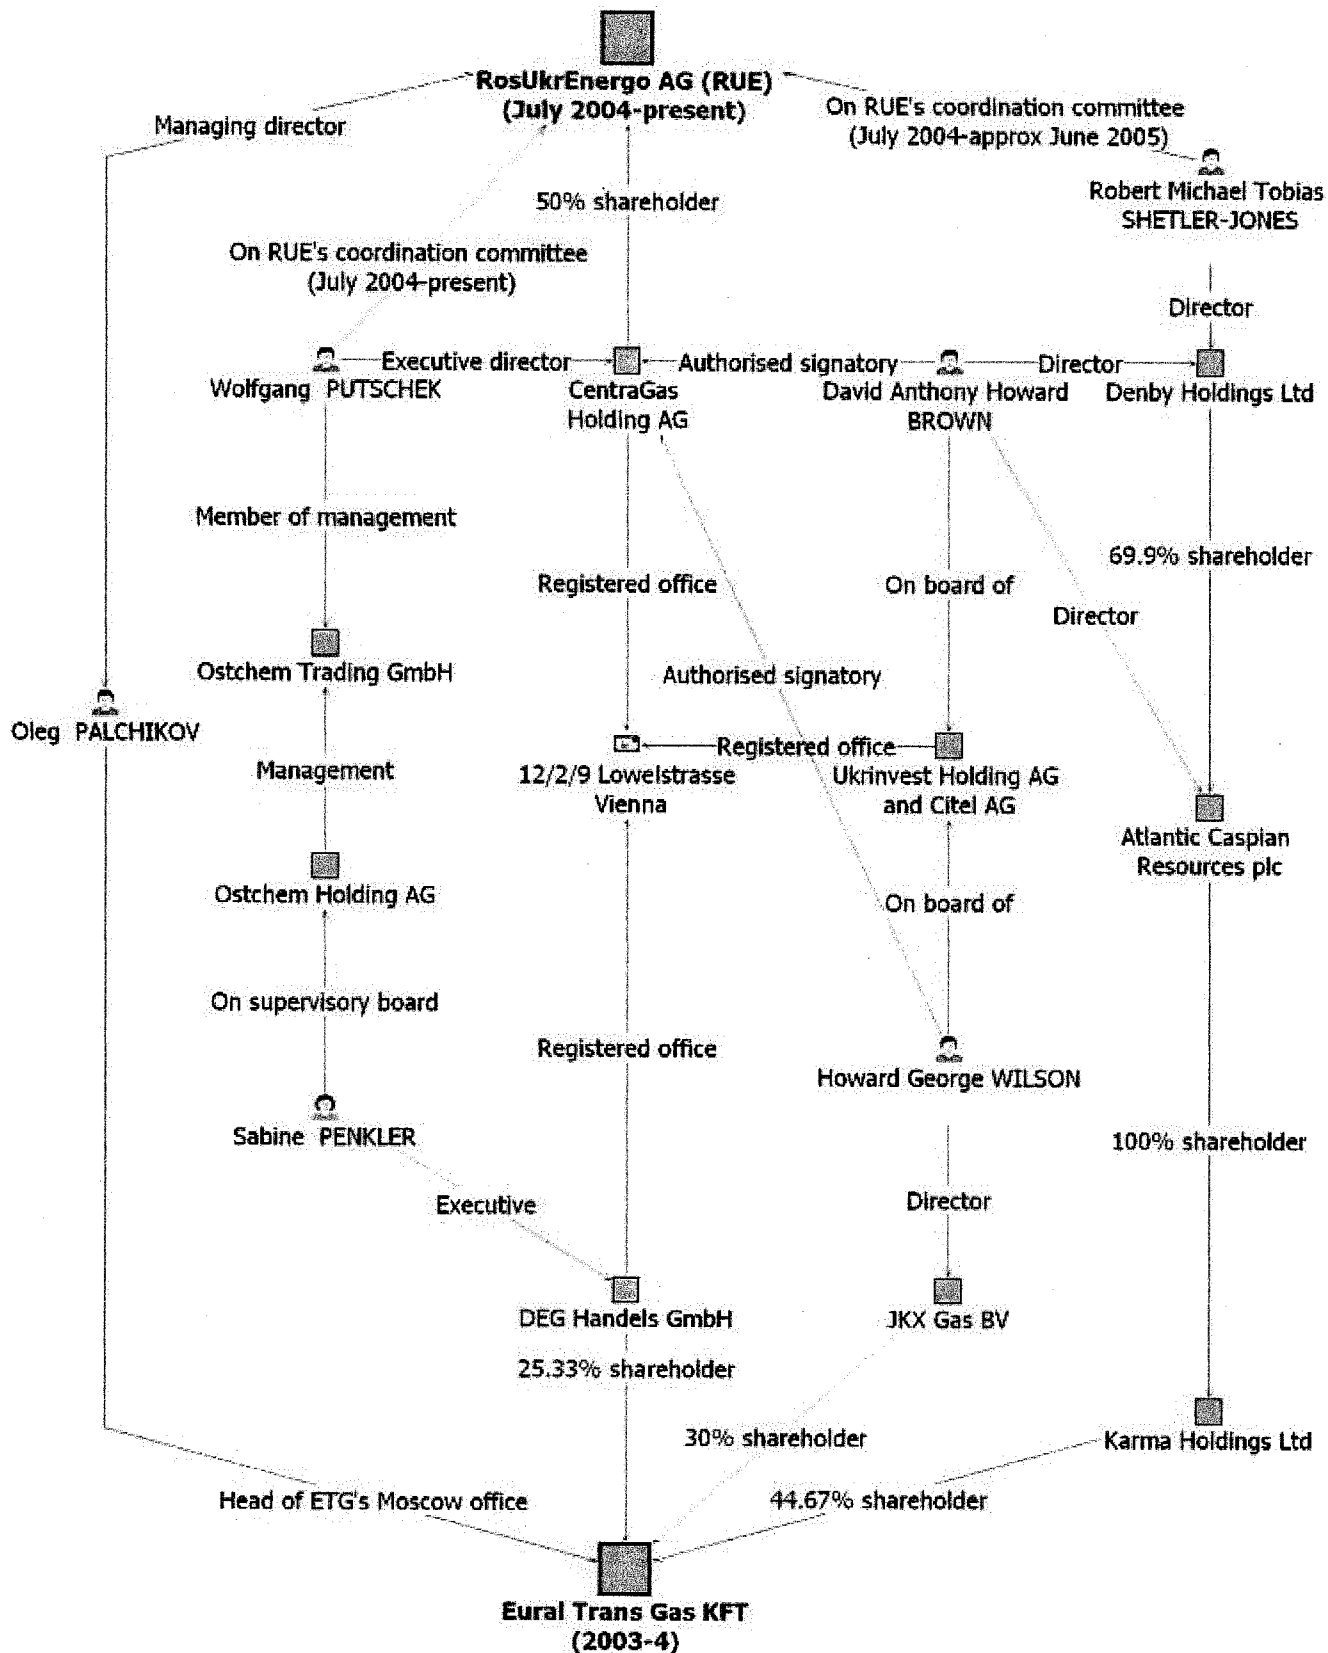 RosUkrEnergo AG (RUE)
(July 2004-present)
Managing director
On RUE's coordination committee
(July 2004-approx June 2005)
Robert Michael Tobias
SHETLER-JONES
50% shareholder
On RUE's coordination committee
(July 2004-present)
Director
Wolfgang PUTSCHEK
Executive director
CentraGas
Holding AG
Authorised signatory
David Anthony Howard
BROWN
Director
Denby Holdings Ltd
Member of management
69.9% shareholder
Registered office
On board of
Director
Ostchem Trading GmbH
Authorised signatory
Oleg PALCHIKOV
Management
12/2/9 Lowelstrasse
Vienna
Registered office
Ukrinvest Holding AG
and Citel AG
Atlantic Caspian
Resources plc
Ostchem Holding AG
On board of
On supervisory board
Registered office
Howard George WILSON
Sabine PENKLER
100% shareholder
Executive
Director
DEG Handels GmbH
JKX Gas BV
25.33% shareholder
30% shareholder
Karma Holdings Ltd
Head of ETG's Moscow office
44.67% shareholder
Eural Trans Gas KFT
(2003-4)